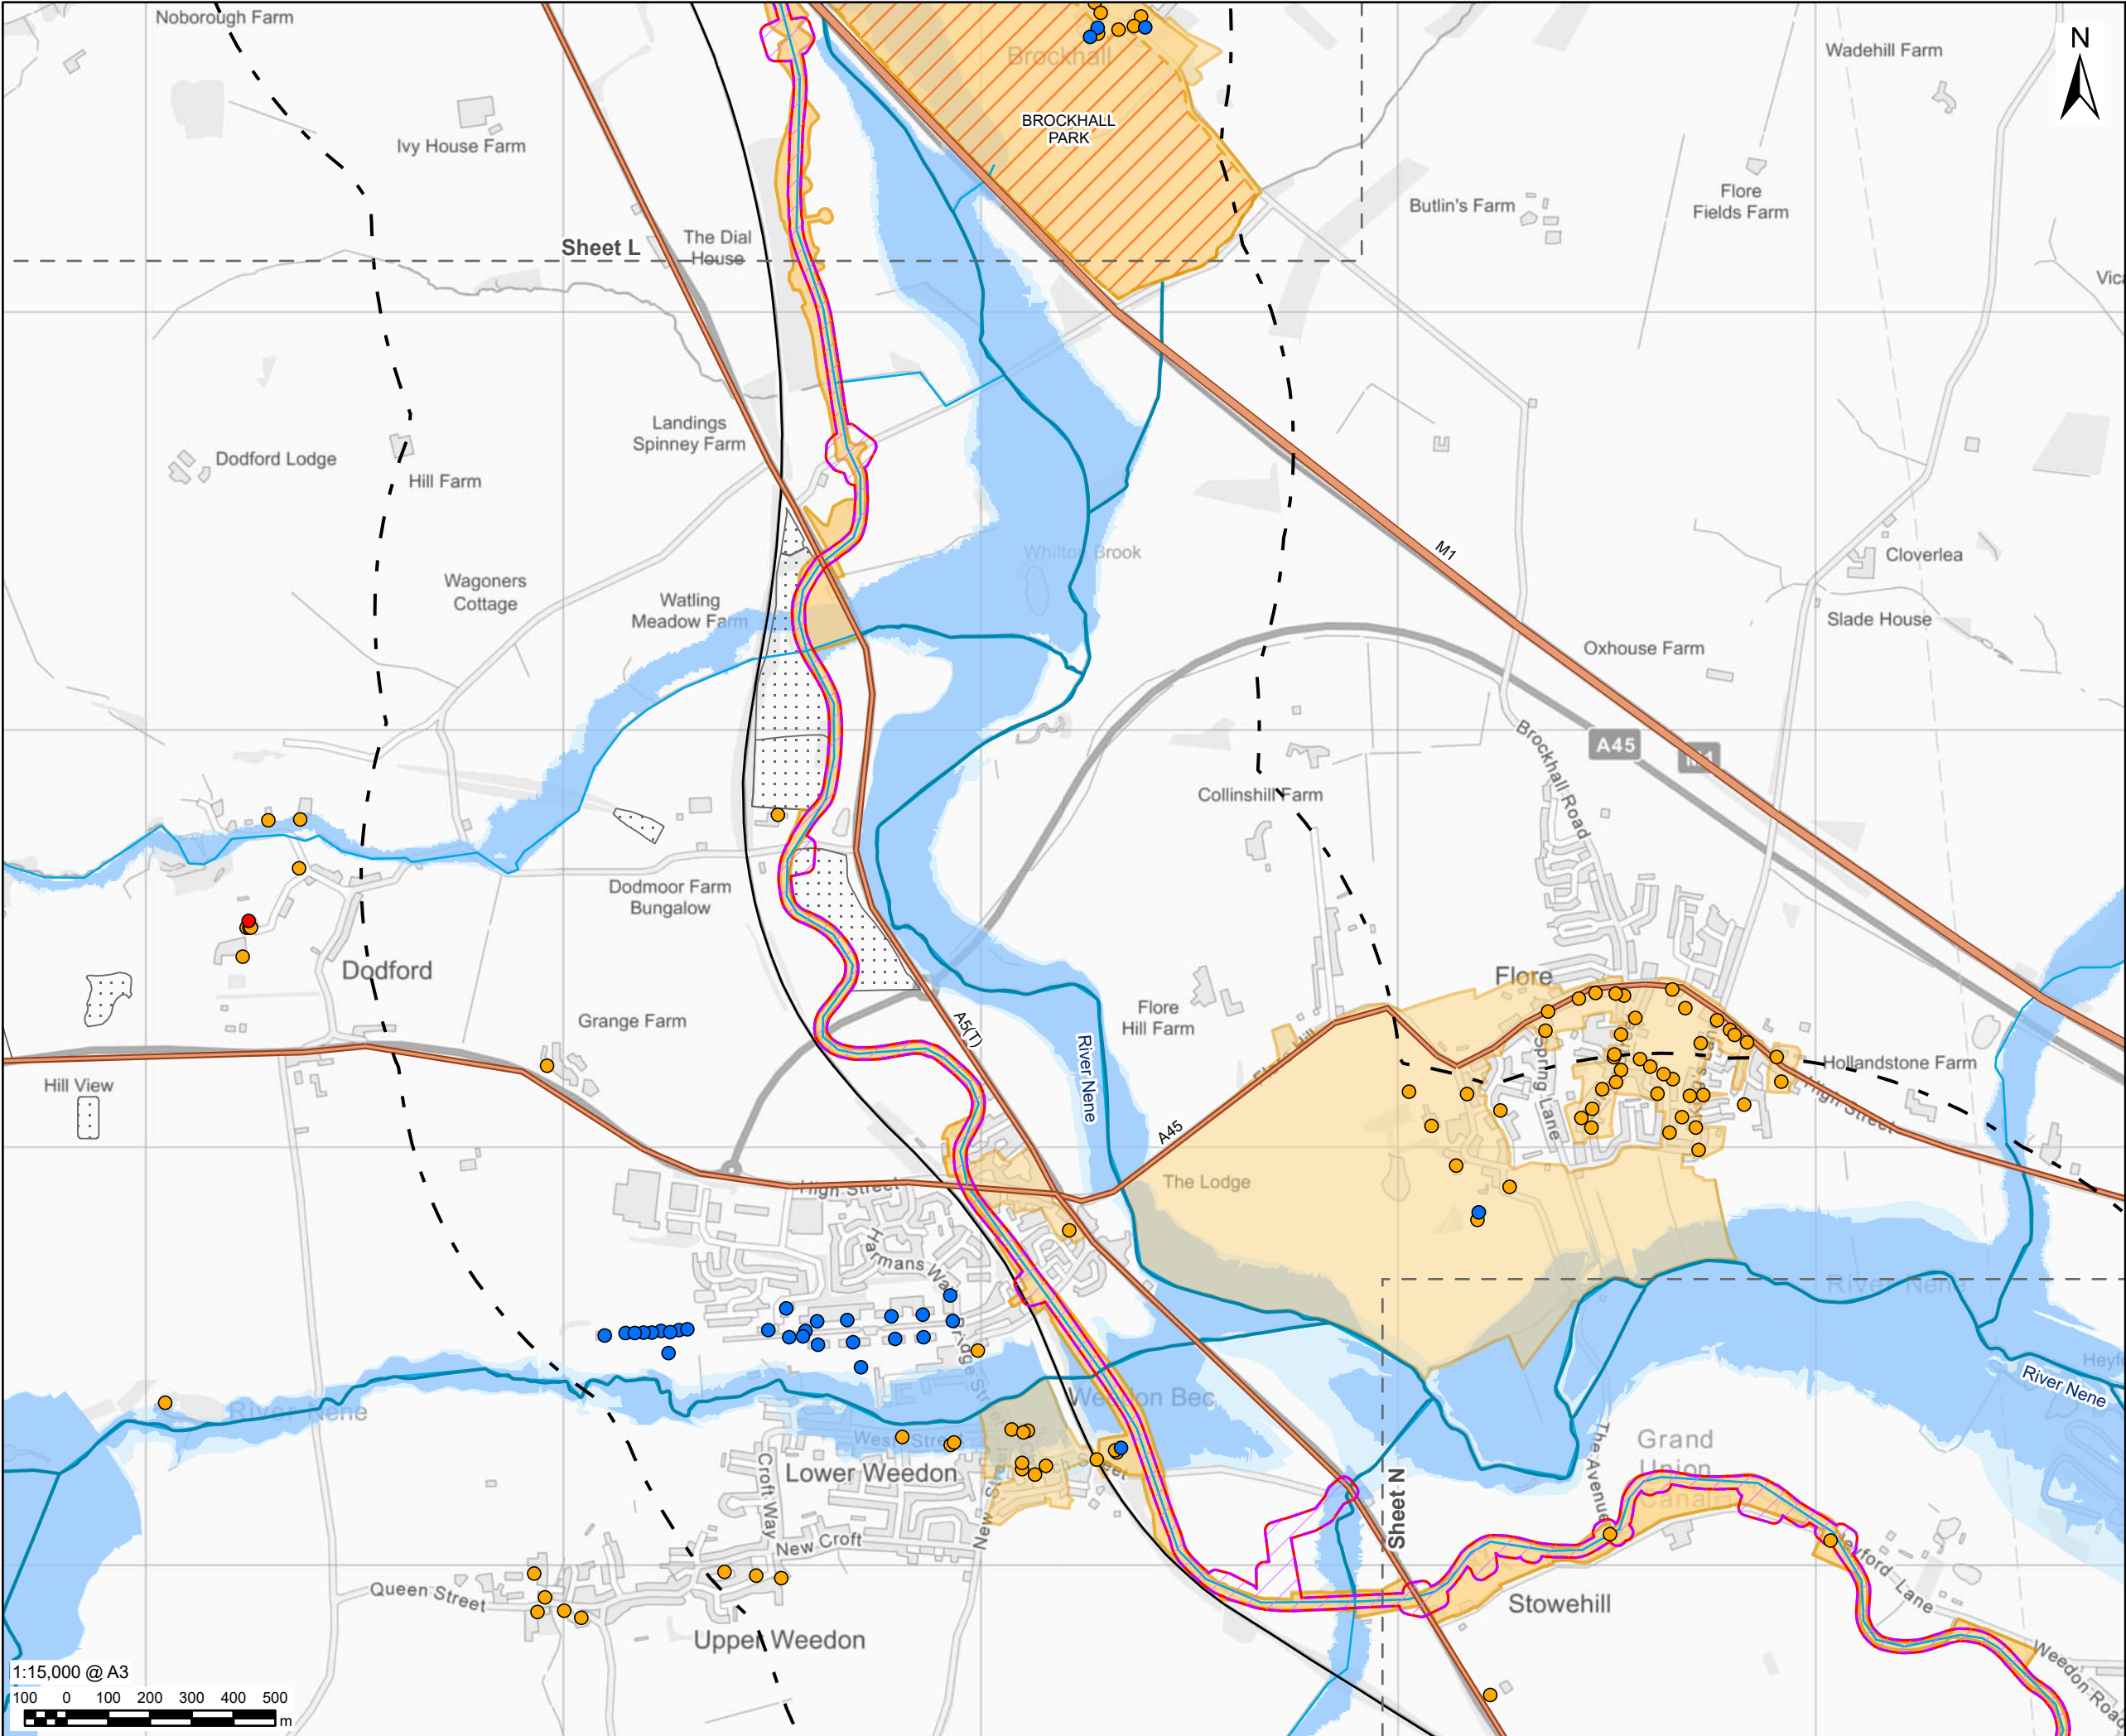 Noborough Farm
Brockhall
Wadehill Farm
N
BROCKHALL
PARK
Ivy House Farm
Butlin's Farm
Flore
Fields Farm
Sheet L
The Dial
House
Landings
Spinney Farm
Dodford Lodge
Hill Farm
Whilton Brook
M1
Cloverlea
Wagoners
Cottage
Watling
Meadow Farm
Slade House
Oxhouse Farm
Brockhall Road
A45
M1
Collinshill Farm
Dodmoor Farm
Bungalow
Dodford
Flore
Grange Farm
Flore
Hill Farm
A5(T)
River Nene
Hill View
Hollandstone Farm
Spring Lane
High Street
A45
The Lodge
High Street
Harmans Way
Bridge Street
River Nene
River Nene
River Nene
Weedon Bec
West Street
Lower Weedon
Croft Way
New Croft
New Street
Sheet N
The Avenue
Grand
Union
Canal
Heyford Lane
Queen Street
Upper Weedon
Stowehill
Weedon Road
1:15,000 @ A3
100 0 100 200 300 400 500
m